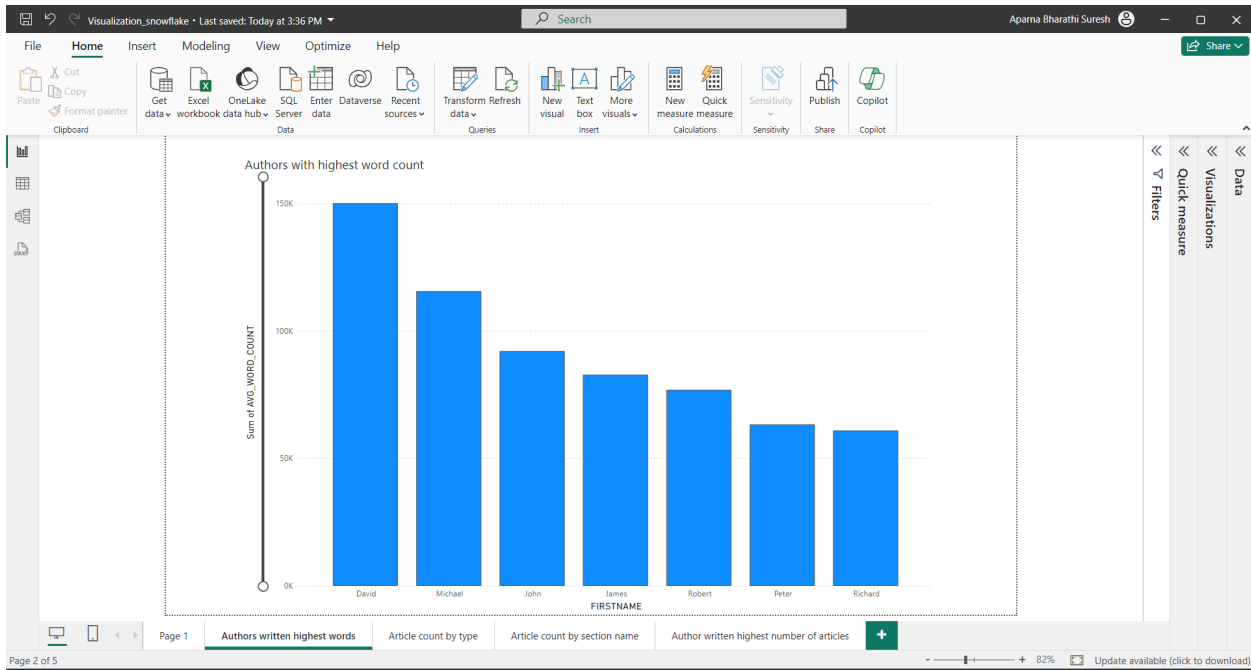 Visualization_snowflake • Last saved: Today at 3:36 PM
Search
Aparna Bharathi Suresh
File Home Insert Modeling View Optimize Help
Share
Paste
Cut
Copy
Format painter
Clipboard
Get data
Excel workbook
OneLake data hub
SQL Server
Enter data
Dataverse
Recent sources
Data
Transform data
Refresh
Queries
New visual
Text box
More visuals
Insert
New measure
Quick measure
Calculations
Sensitivity
Sensitivity
Publish
Share
Copilot
Copilot
DAX
Authors with highest word count
Sum of AVG_WORD_COUNT
150K
100K
50K
0K
David Michael John James Robert Peter Richard
FIRSTNAME
Filters
Quick measure
Visualizations
Data
Page 1 Authors written highest words Article count by type Article count by section name Author written highest number of articles +
Page 2 of 5
- + 82% Update available (click to download)